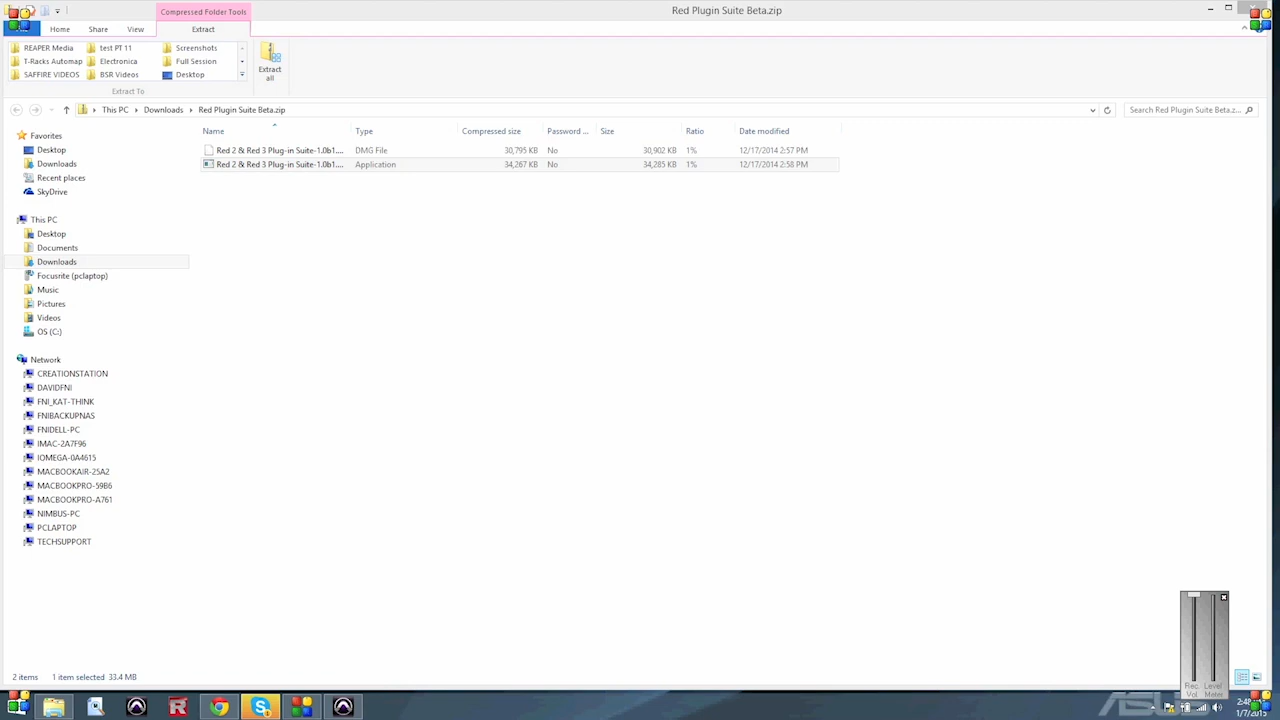 Compressed Folder Tools
Red Plugin Suite Beta.zip
Home Share View Extract
REAPER Media test PT 11 Screenshots
T-Racks Automap Electronica Full Session
SAFFIRE VIDEOS BSR Videos Desktop
Extract To
Extract
all
This PC Downloads Red Plugin Suite Beta.zip
Search Red Plugin Suite Beta.z...
Name Type Compressed size Password ... Size Ratio Date modified
Red 2 & Red 3 Plug-in Suite-1.0b1.... DMG File 30,795 KB No 30,902 KB 1% 12/17/2014 2:57 PM
Red 2 & Red 3 Plug-in Suite-1.0b1.... Application 34,267 KB No 34,285 KB 1% 12/17/2014 2:58 PM
Favorites
Desktop
Downloads
Recent places
SkyDrive
This PC
Desktop
Documents
Downloads
Focusrite (pclaptop)
Music
Pictures
Videos
OS (C:)
Network
CREATIONSTATION
DAVIDFNI
FNI_KAT-THINK
FNIBACKUPNAS
FNIDELL-PC
IMAC-2A7F96
IOMEGA-0A4615
MACBOOKAIR-25A2
MACBOOKPRO-59B6
MACBOOKPRO-A761
NIMBUS-PC
PCLAPTOP
TECHSUPPORT
Rec. Level
Vol Meter
2 items 1 item selected 33.4 MB